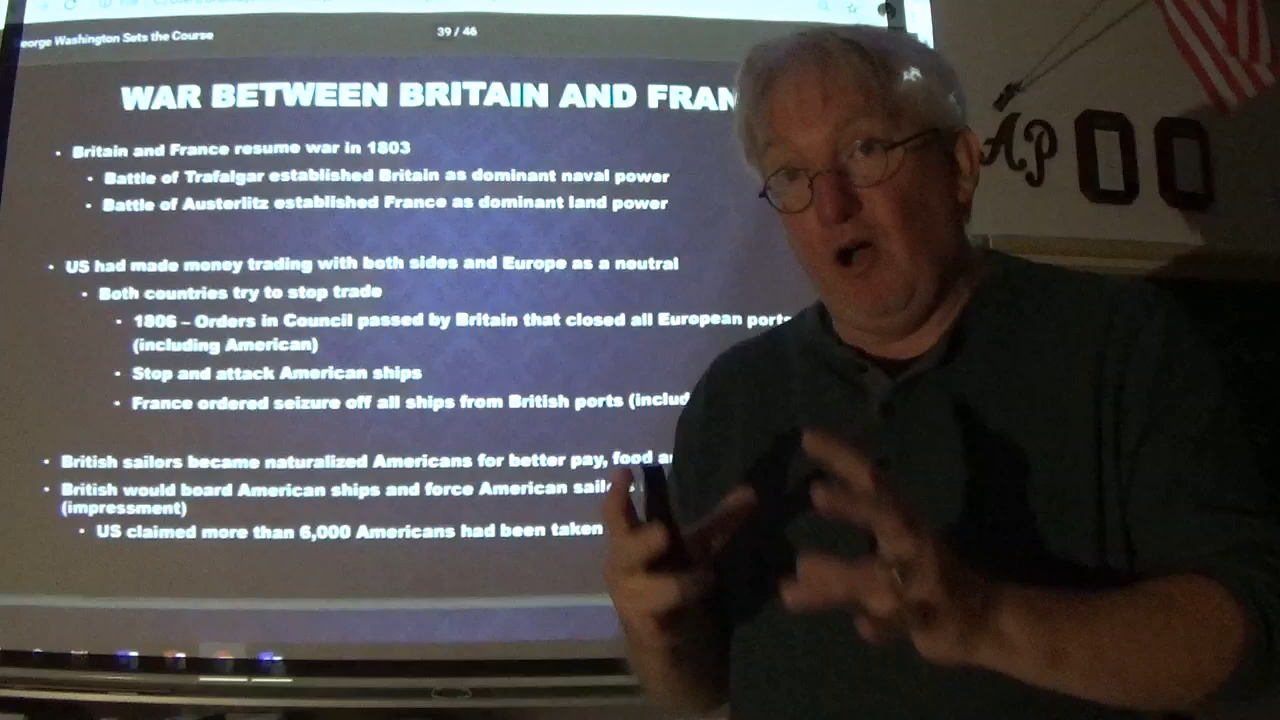 eorge Washington Sets the Course
39 / 46
WAR BETWEEN BRITAIN AND FRAN
AP 00
• Britain and France resume war in 1803
• Battle of Trafalgar established Britain as dominant naval power
• Battle of Austerlitz established France as dominant land power
• US had made money trading with both sides and Europe as a neutral
• Both countries try to stop trade
• 1806 – Orders in Council passed by Britain that closed all European ports
(including American)
• Stop and attack American ships
• France ordered seizure off all ships from British ports (includ
• British sailors became naturalized Americans for better pay, food a
• British would board American ships and force American sail
(impressment)
• US claimed more than 6,000 Americans had been taken